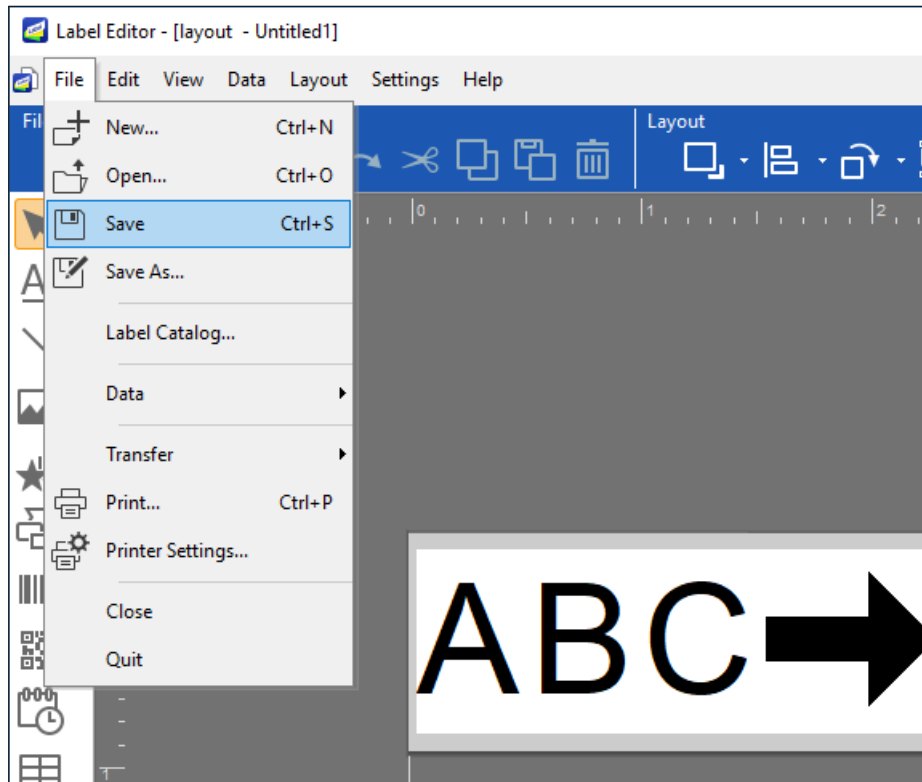 Label Editor - [layout - Untitled1]
File Edit View Data Layout Settings Help
Fil
Layout
New... Ctrl+N
Open... Ctrl+O
Save Ctrl+S
Save As...
Label Catalog...
Data
Transfer
Print... Ctrl+P
Printer Settings...
Close
Quit
0 1 2
ABC
1